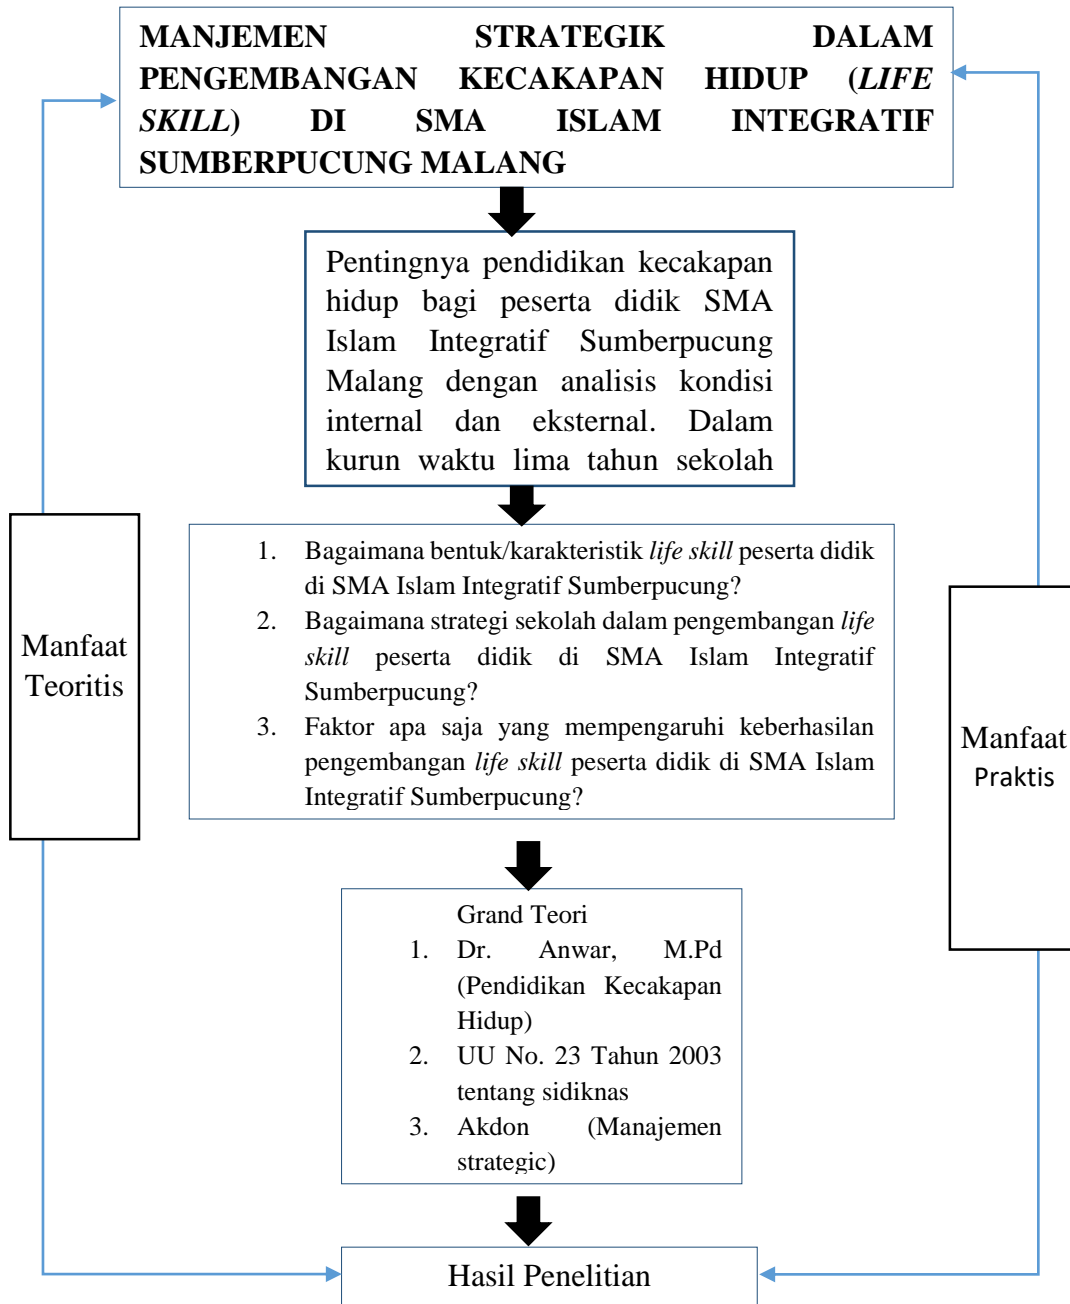 MANJEMEN STRATEGIK DALAM
PENGEMBANGAN KECAKAPAN HIDUP (LIFE
SKILL) DI SMA ISLAM INTEGRATIF
SUMBERPUCUNG MALANG
Pentingnya pendidikan kecakapan
hidup bagi peserta didik SMA
Islam Integratif Sumberpucung
Malang dengan analisis kondisi
internal dan eksternal. Dalam
kurun waktu lima tahun sekolah
1. Bagaimana bentuk/karakteristik life skill peserta didik
di SMA Islam Integratif Sumberpucung?
2. Bagaimana strategi sekolah dalam pengembangan life
skill peserta didik di SMA Islam Integratif
Sumberpucung?
3. Faktor apa saja yang mempengaruhi keberhasilan
pengembangan life skill peserta didik di SMA Islam
Integratif Sumberpucung?
Manfaat
Teoritis
Manfaat
Praktis
Grand Teori
1. Dr. Anwar, M.Pd
(Pendidikan Kecakapan
Hidup)
2. UU No. 23 Tahun 2003
tentang sidiknas
3. Akdon (Manajemen
strategic)
Hasil Penelitian